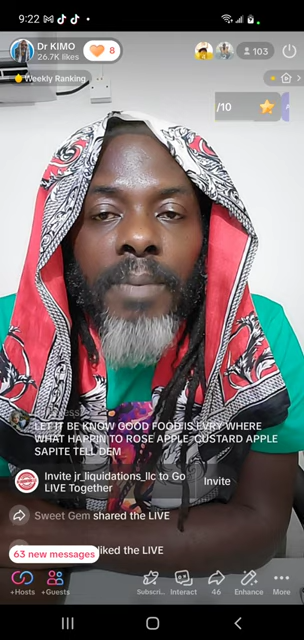 9:22
Dr KIMO
26.7K likes
8
103
Weekly Ranking
/10
LET IT BE KNOW GOOD FOOD IS EVRY WHERE
WHAT HAPPIN TO ROSE APPLE CUSTARD APPLE
SAPITE TELL DEM
Invite jr_liquidations_llc to Go
LIVE Together
Invite
Sweet Gem shared the LIVE
63 new messages
liked the LIVE
+Hosts
+Guests
Subscri...
Interact
46
Enhance
More